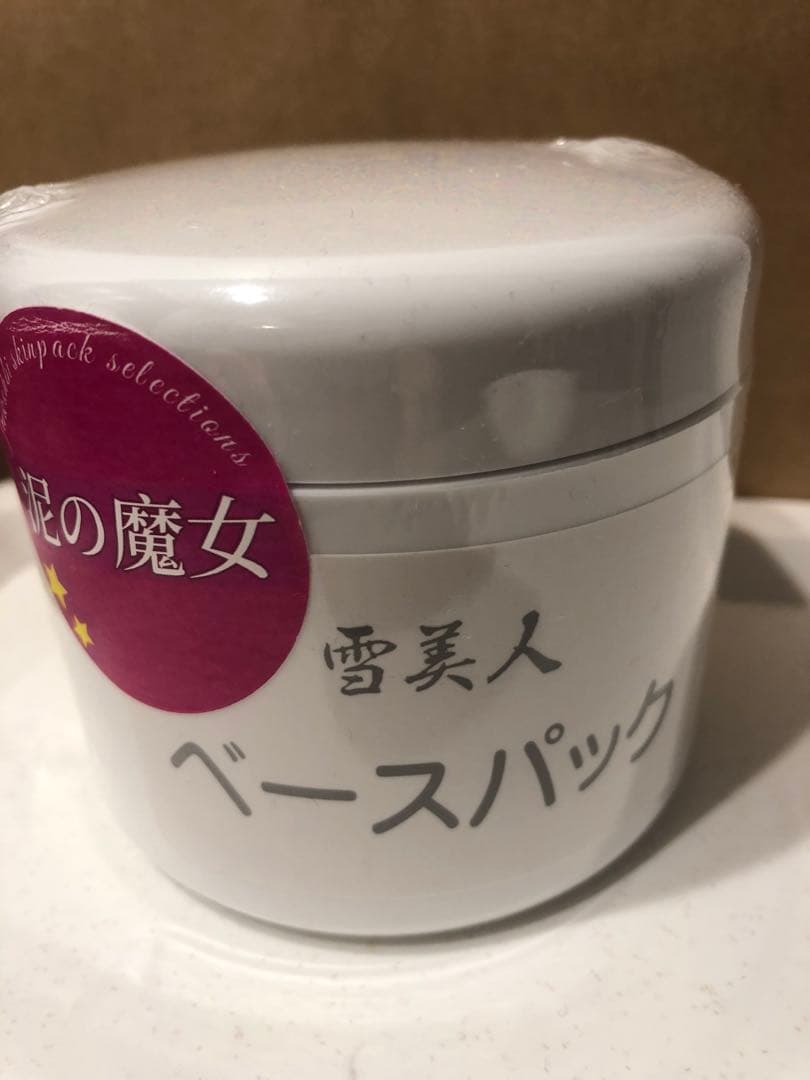 skinpack selections
泥の魔女
雪美人
ベースパック